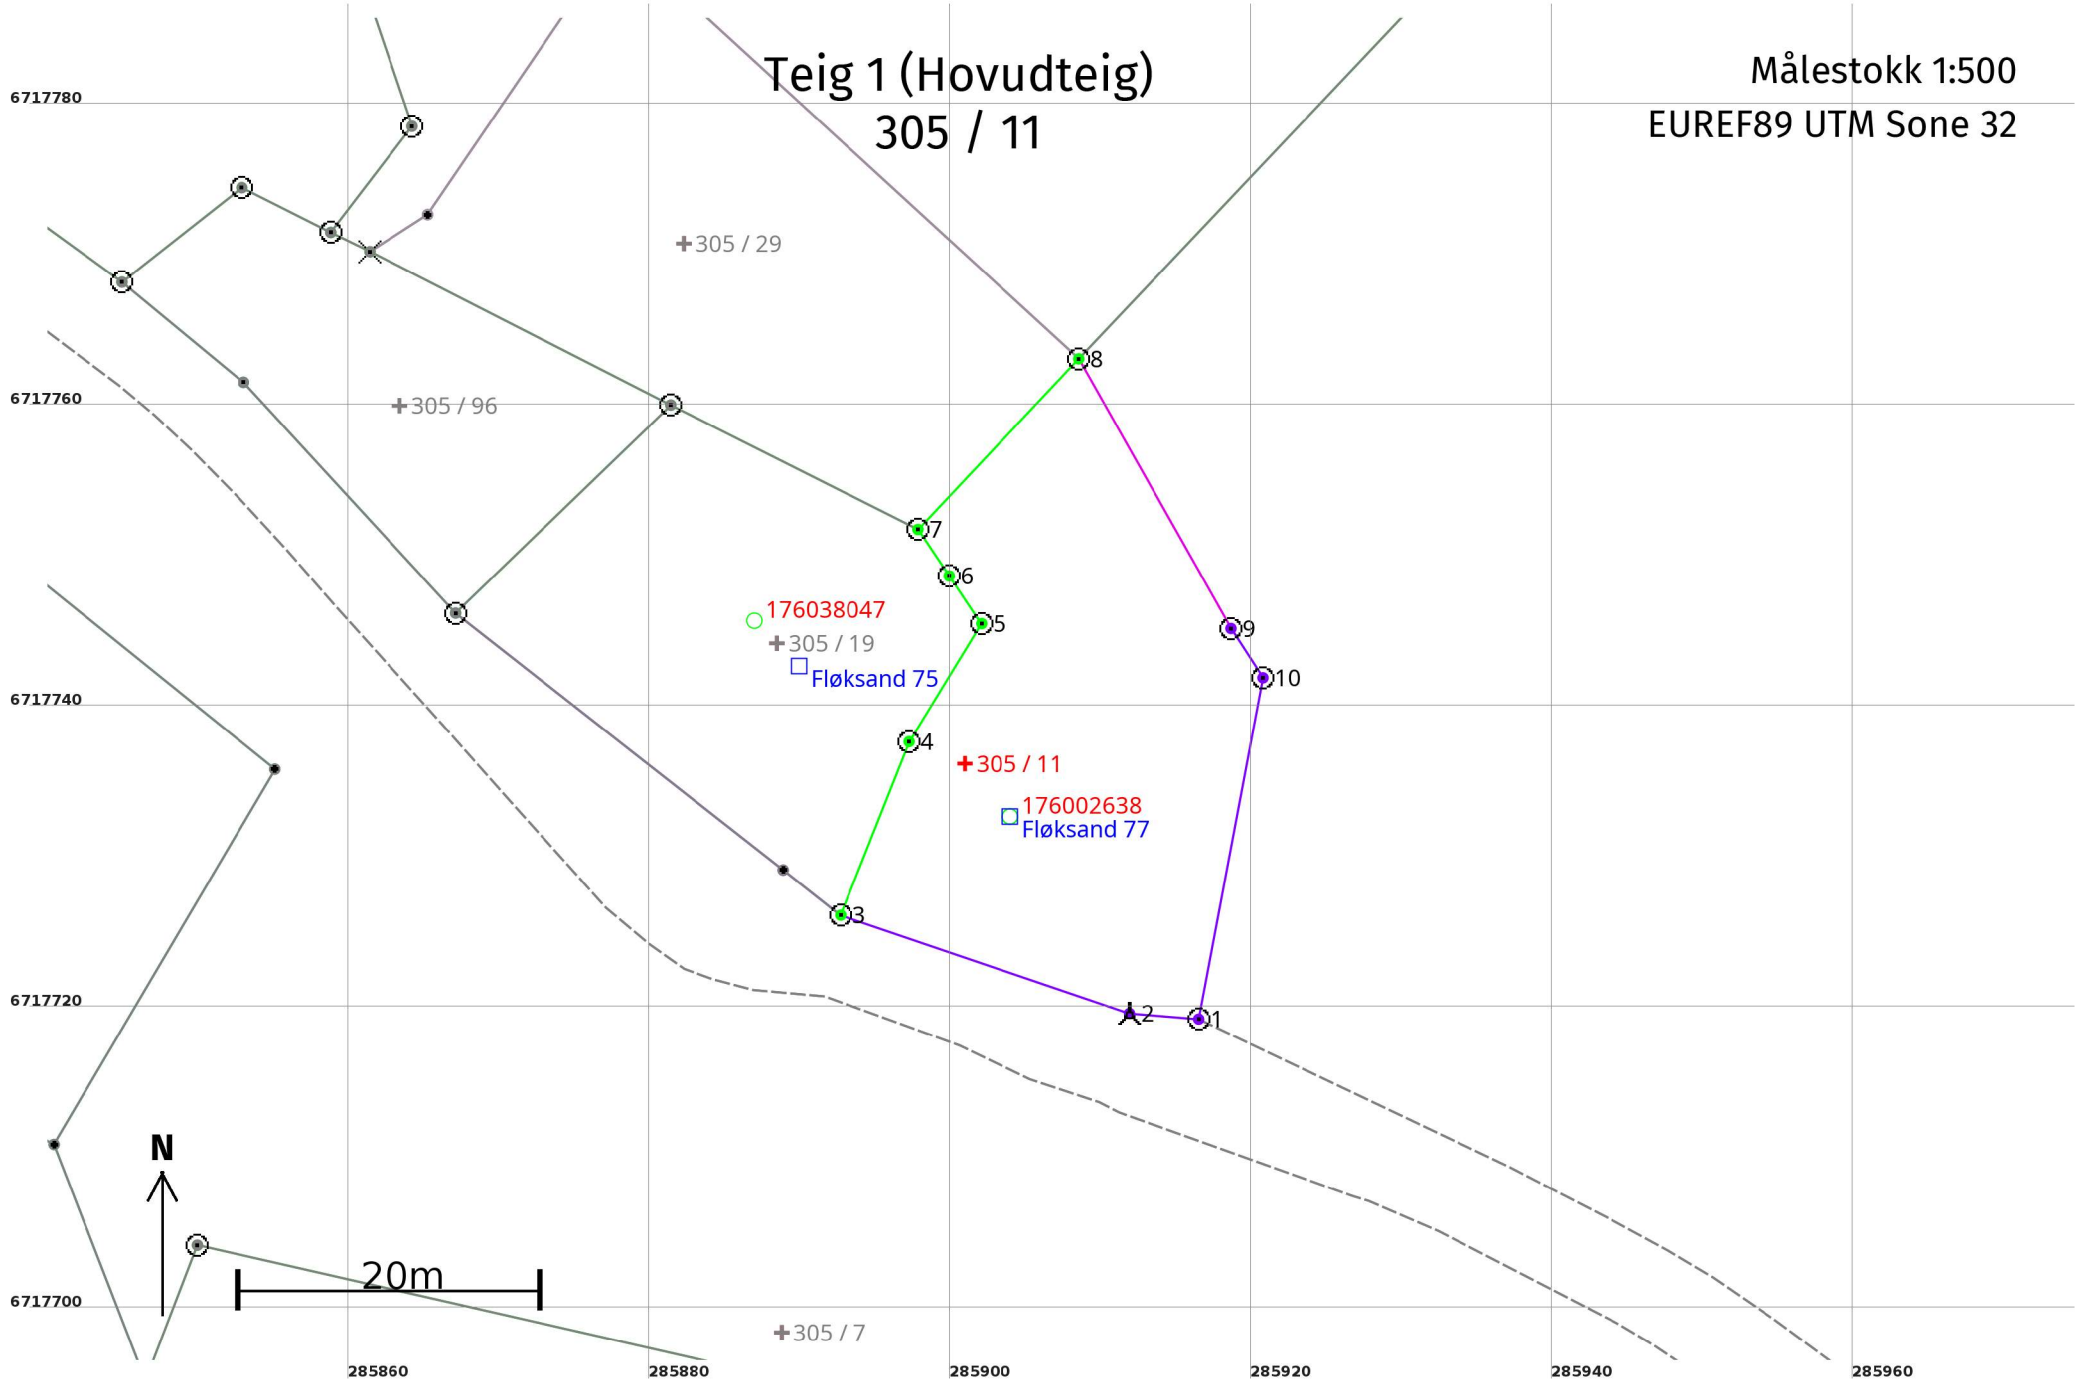 Teig 1 (Hovudteig)
305 / 11
Målestokk 1:500
EUREF89 UTM Sone 32
6717780
305 / 29
8
6717760
305 / 96
7
6
176038047
5
9
305 / 19
Fløksand 75
10
6717740
4
305 / 11
176002638
Fløksand 77
3
6717720
2
1
N
20m
6717700
305 / 7
285860
285880
285900
285920
285940
285960